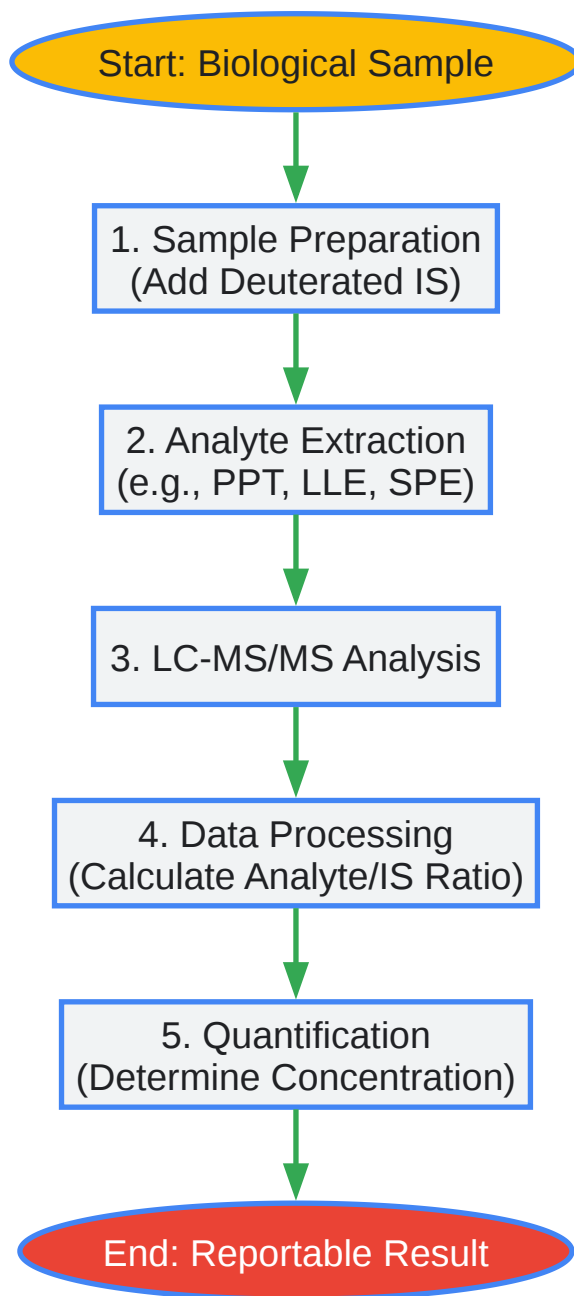 Start: Biological Sample
1. Sample Preparation
(Add Deuterated IS)
2. Analyte Extraction
(e.g., PPT, LLE, SPE)
3. LC-MS/MS Analysis
4. Data Processing
(Calculate Analyte/IS Ratio)
5. Quantification
(Determine Concentration)
End: Reportable Result